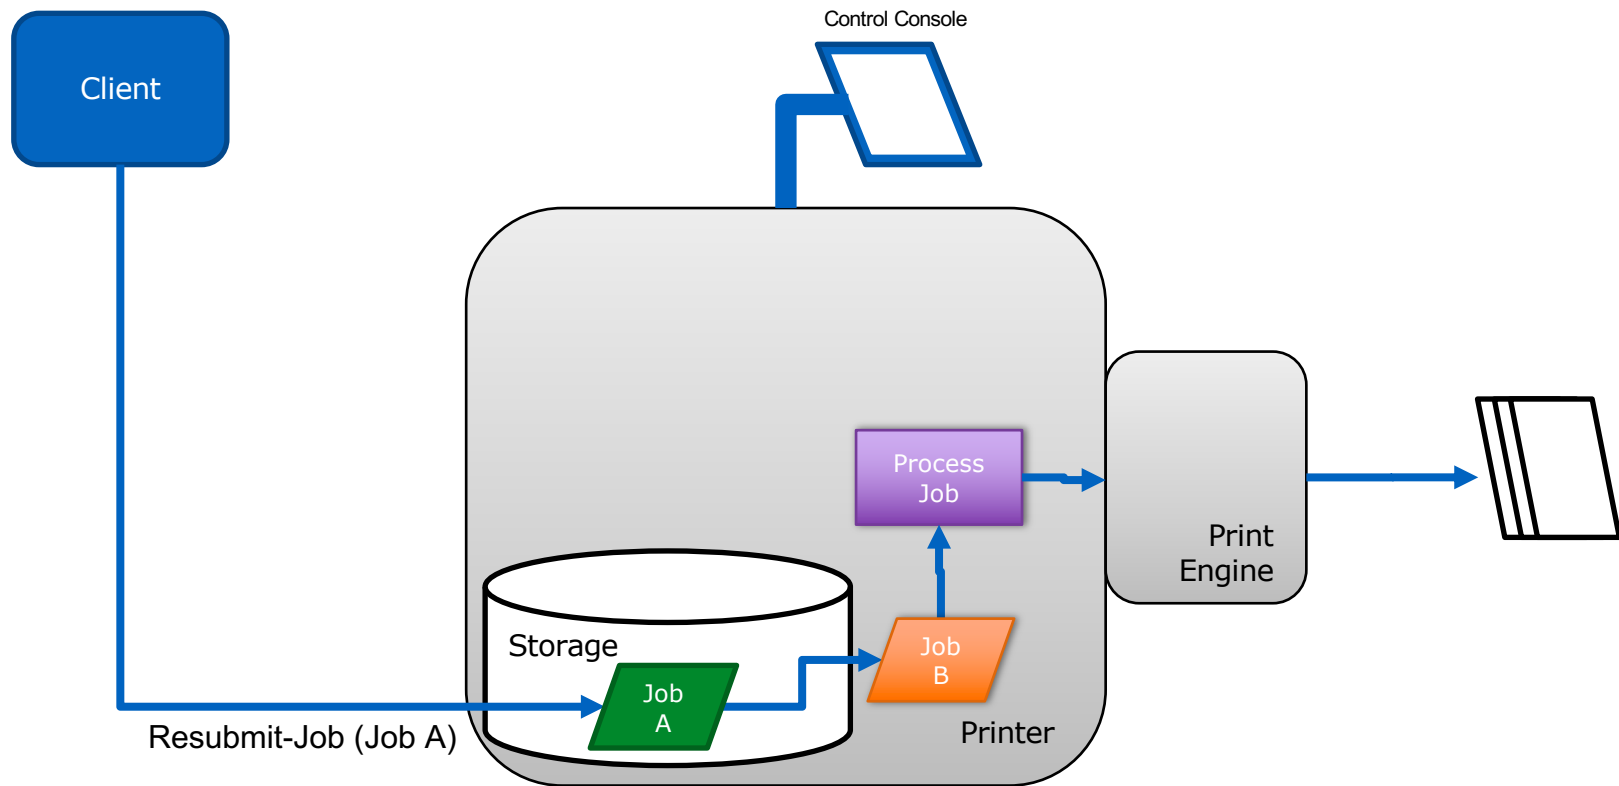 Control Console
Client
Process
Job
Print
Engine
Storage
Job
B
Job
A
Printer
Resubmit-Job (Job A)